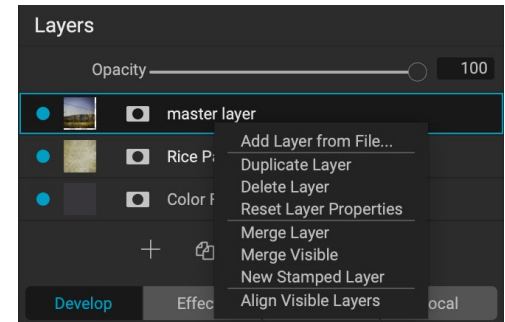 Layers
Opacity 100
master layer
Add Layer from File...
Duplicate Layer
Rice Pa
Delete Layer
Color F
Reset Layer Properties
Merge Layer
Merge Visible
New Stamped Layer
Align Visible Layers
Develop Effec ocal